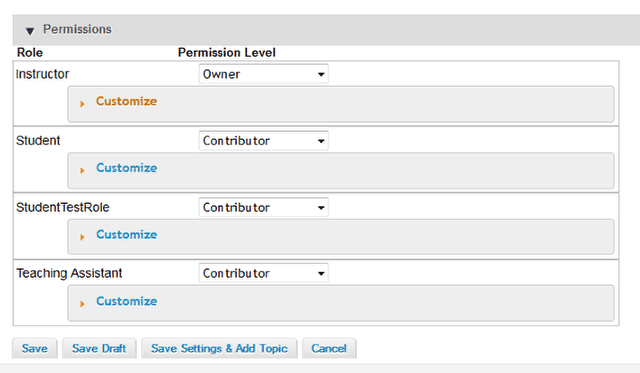 Permissions
Role Permission Level
Instructor Owner
Customize
Student Contributor
Customize
StudentTestRole Contributor
Customize
Teaching Assistant Contributor
Customize
Save Save Draft Save Settings & Add Topic Cancel